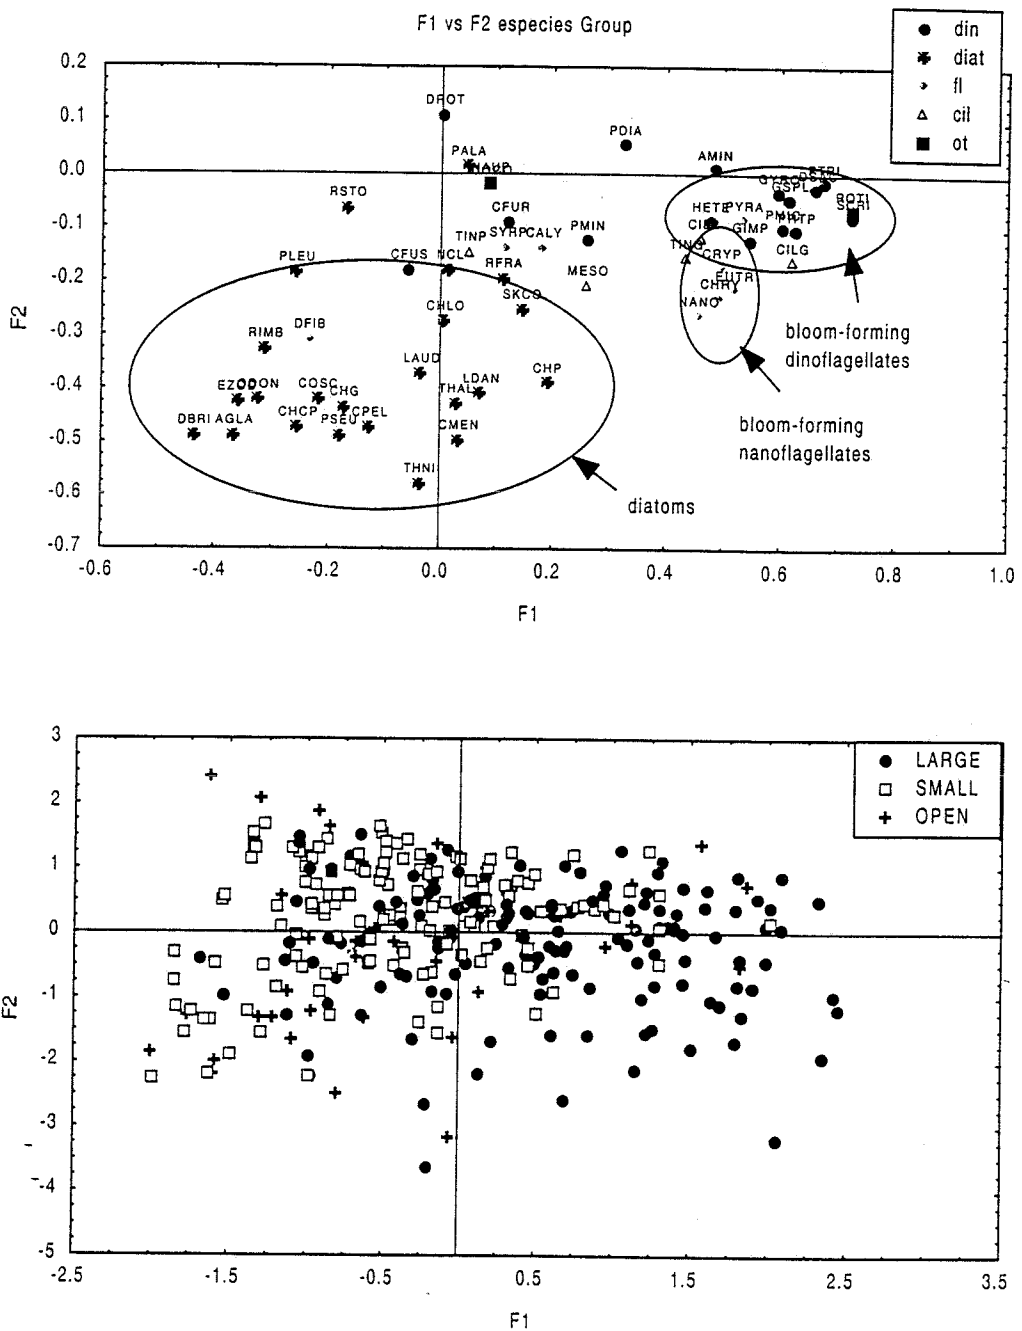 F1 vs F2 especies Group
din
diat
fl
cil
ot
0.2
0.1
0.0
-0.1
-0.2
-0.3
-0.4
-0.5
-0.6
-0.7
F2
DFOT
PDIA
PALA
AMIN
RSTO
CFUR
HETE
PYRA
GSPL
SCRI
TINP
SYRP
CALY
PMIN
GIMP
PLEU
CFUS
NCL
RFRA
MESO
CRYP
CILG
SKCO
CHRY
EUTR
NANO
CHLO
RIMB
DFIB
LAUD
CHP
LDAN
THAL
COSC
CHG
DBRI
AGLA
CHCP
PSEU
CPEL
CMEN
THNI
bloom-forming
dinoflagellates
bloom-forming
nanoflagellates
diatoms
-0.6
-0.4
-0.2
0.0
0.2
0.4
0.6
0.8
1.0
F1
LARGE
SMALL
OPEN
3
2
1
0
-1
-2
-3
-4
-5
F2
-2.5
-1.5
-0.5
0.5
1.5
2.5
3.5
F1